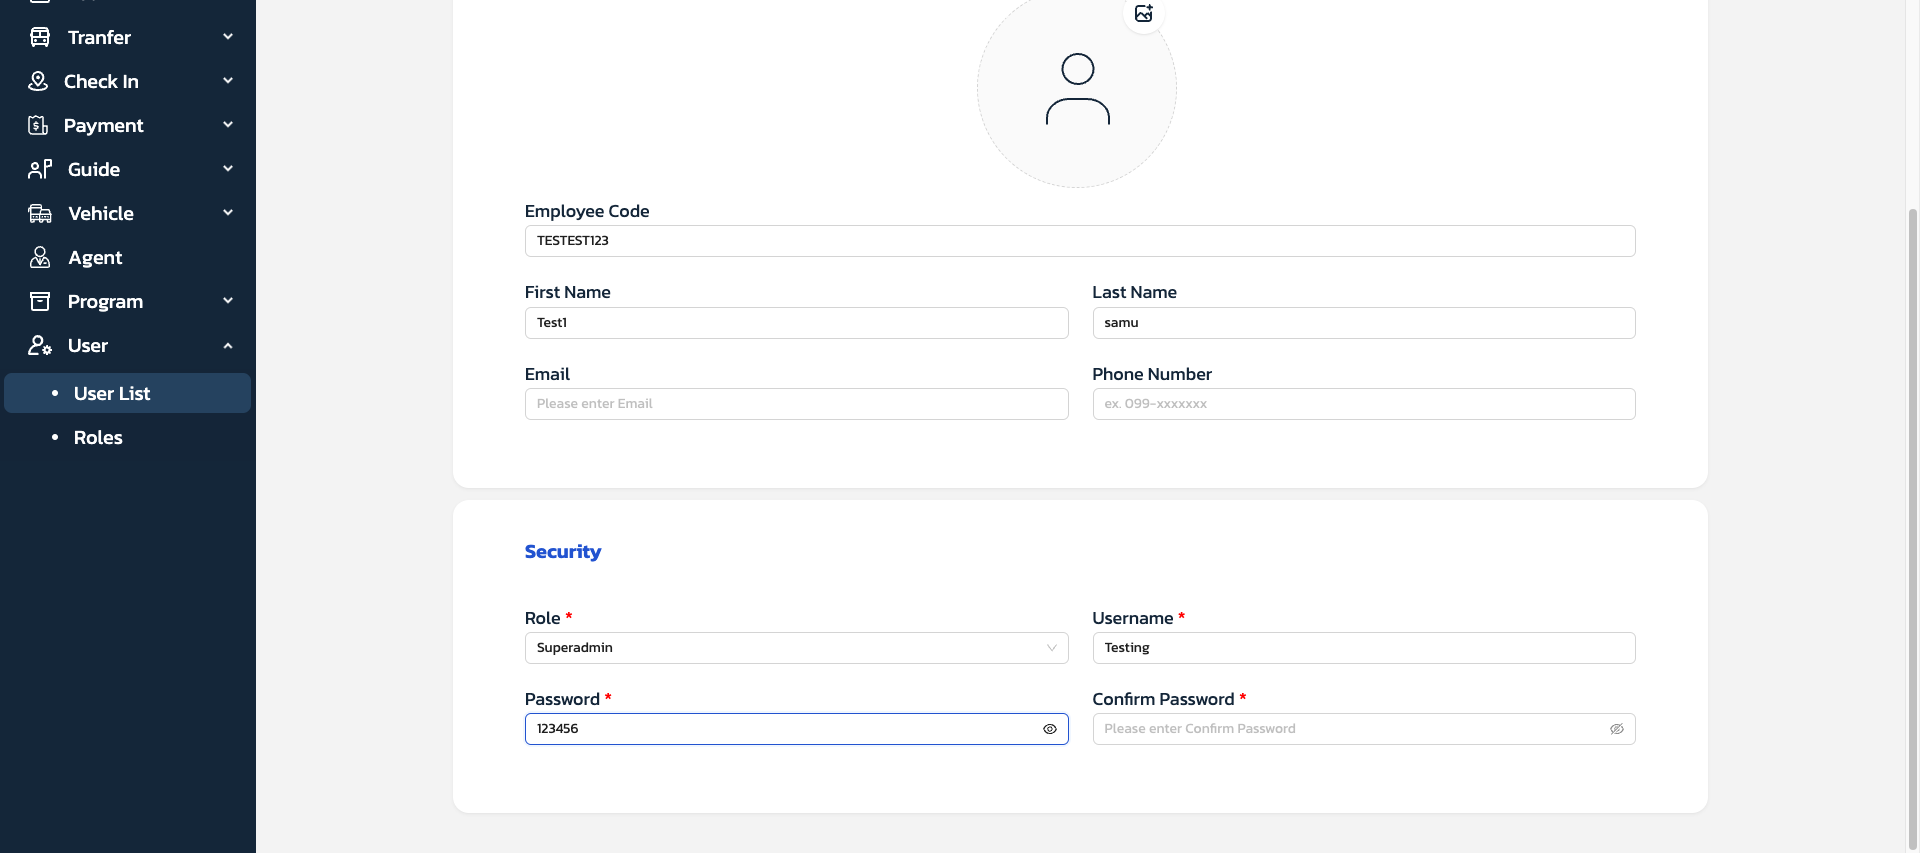 Tranfer
Check In
Payment
Guide
Vehicle
Agent
Program
User
• User List
• Roles
Employee Code
TESTEST123
First Name
Last Name
Test1
samu
Email
Phone Number
Please enter Email
ex. 099-xxxxxxx
Security
Role *
Username *
Superadmin
Testing
Password *
Confirm Password *
123456
Please enter Confirm Password